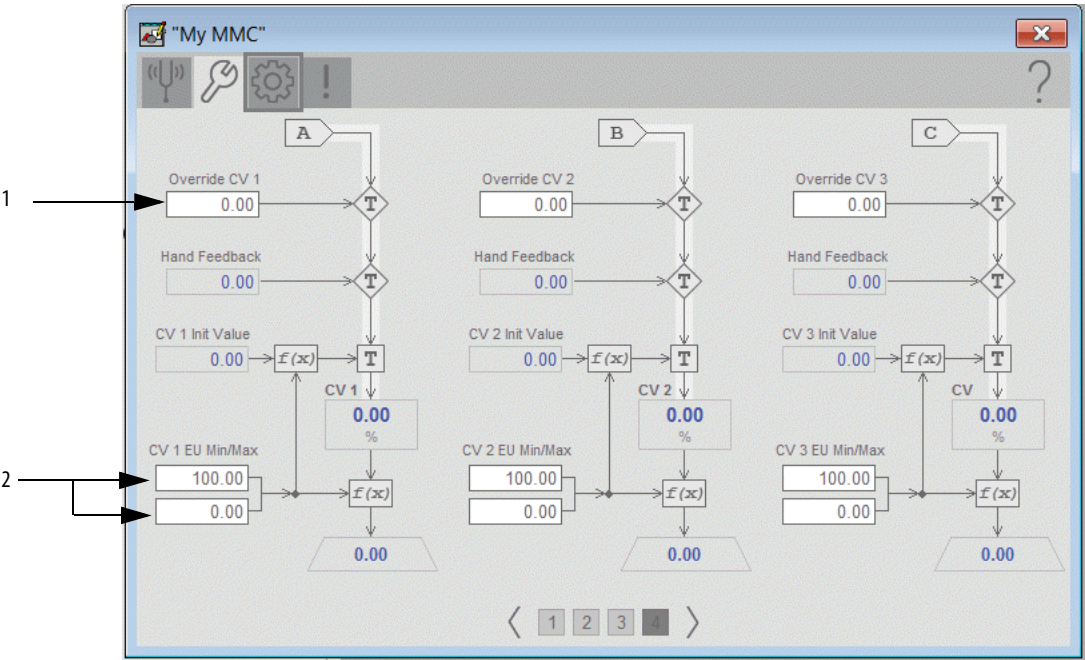 "My MMC"
!
?
A B C
1
Override CV 1 Override CV 2 Override CV 3
0.00 T 0.00 T 0.00 T
Hand Feedback Hand Feedback Hand Feedback
0.00 T 0.00 T 0.00 T
CV 1 Init Value CV 2 Init Value CV 3 Init Value
0.00 f(x) T 0.00 f(x) T 0.00 f(x) T
CV 1 CV 2 CV
0.00 0.00 0.00
% % %
CV 1 EU Min/Max CV 2 EU Min/Max CV 3 EU Min/Max
2
100.00 100.00 100.00
f(x) f(x) f(x)
0.00 0.00 0.00
0.00 0.00 0.00
1 2 3 4